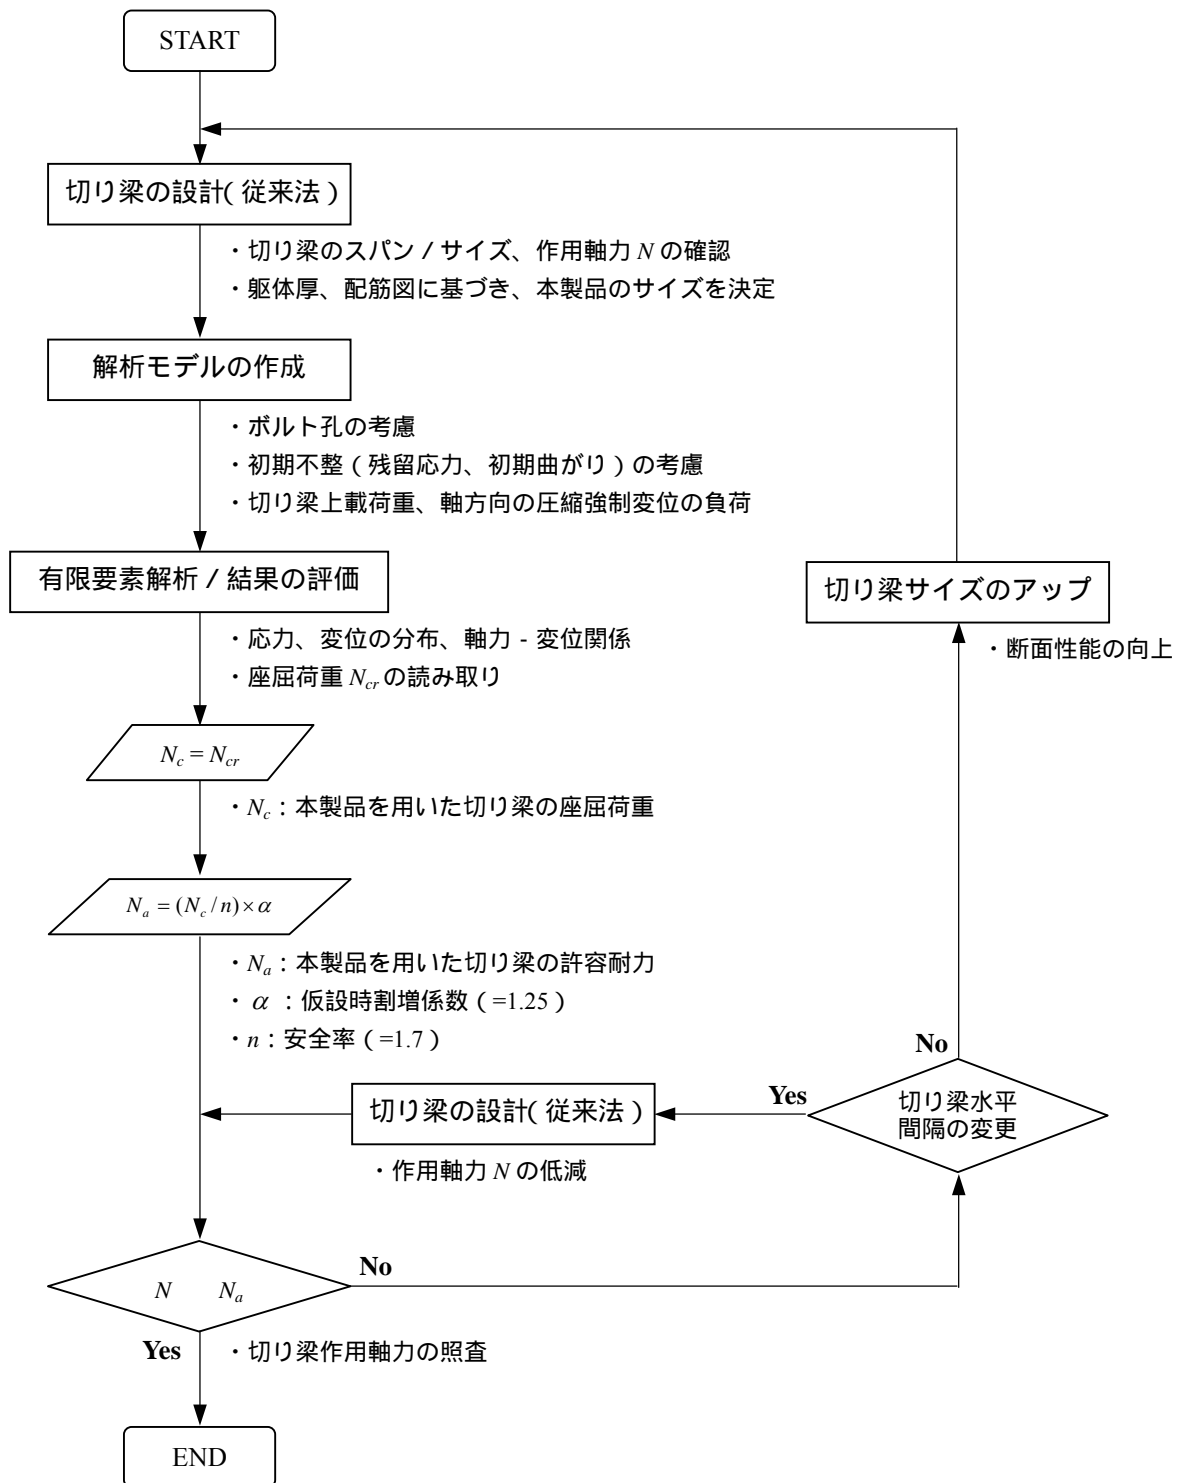 START
切り梁の設計(従来法)
・切り梁のスパン/サイズ、作用軸力 N の確認
・躯体厚、配筋図に基づき、本製品のサイズを決定
解析モデルの作成
・ボルト孔の考慮
・初期不整(残留応力、初期曲がり)の考慮
・切り梁上載荷重、軸方向の圧縮強制変位の負荷
有限要素解析/結果の評価
・応力、変位の分布、軸力 - 変位関係
・座屈荷重 Ncr の読み取り
Nc = Ncr
・Nc:本製品を用いた切り梁の座屈荷重
Na = (Nc/n)×α
・Na:本製品を用いた切り梁の許容耐力
・α:仮設時割増係数(=1.25)
・n:安全率(=1.7)
切り梁サイズのアップ
・断面性能の向上
No
切り梁水平
間隔の変更
Yes
切り梁の設計(従来法)
・作用軸力 N の低減
N Na
No
Yes
・切り梁作用軸力の照査
END